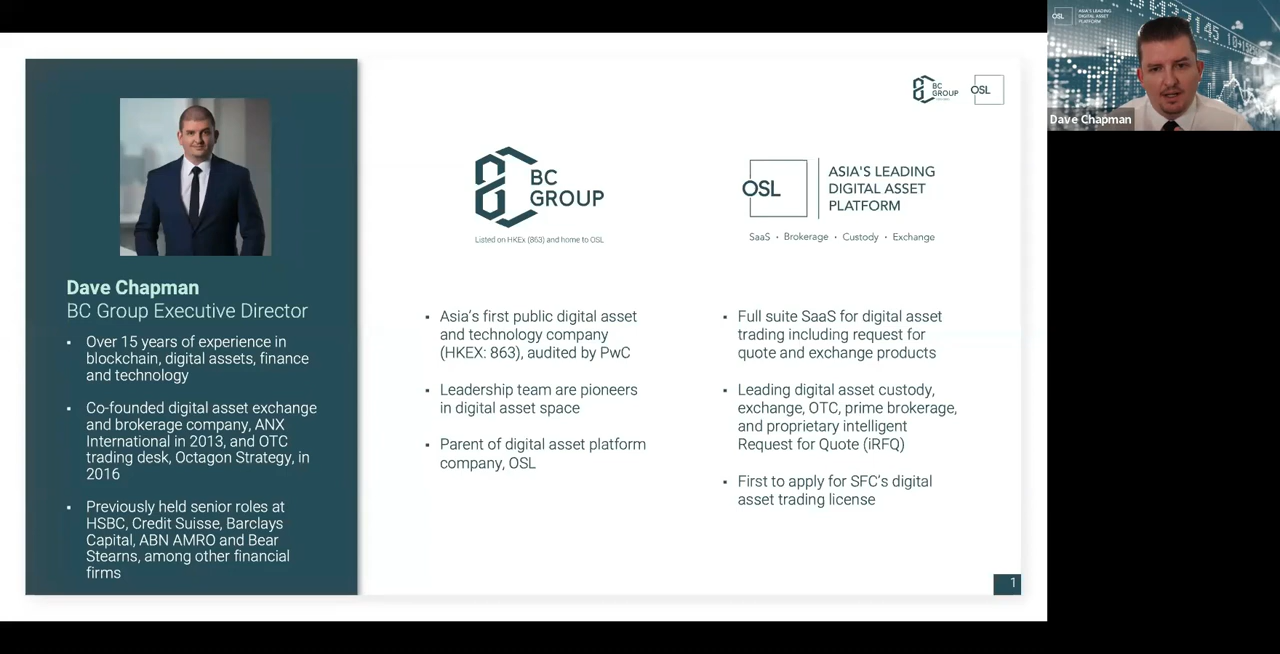 Dave Chapman
BC Group Executive Director
▪ Over 15 years of experience in
blockchain, digital assets, finance
and technology
▪ Co-founded digital asset exchange
and brokerage company, ANX
International in 2013, and OTC
trading desk, Octagon Strategy, in
2016
▪ Previously held senior roles at
HSBC, Credit Suisse, Barclays
Capital, ABN AMRO and Bear
Stearns, among other financial
firms
BC
GROUP
OSL
BC
GROUP
Listed on HKEx (863) and home to OSL
▪ Asia's first public digital asset
and technology company
(HKEX: 863), audited by PwC
▪ Leadership team are pioneers
in digital asset space
▪ Parent of digital asset platform
company, OSL
OSL
ASIA'S LEADING
DIGITAL ASSET
PLATFORM
SaaS · Brokerage · Custody · Exchange
▪ Full suite SaaS for digital asset
trading including request for
quote and exchange products
▪ Leading digital asset custody,
exchange, OTC, prime brokerage,
and proprietary intelligent
Request for Quote (iRFQ)
▪ First to apply for SFC's digital
asset trading license
1
OSL
ASIA'S LEADING
DIGITAL ASSET
PLATFORM
Dave Chapman